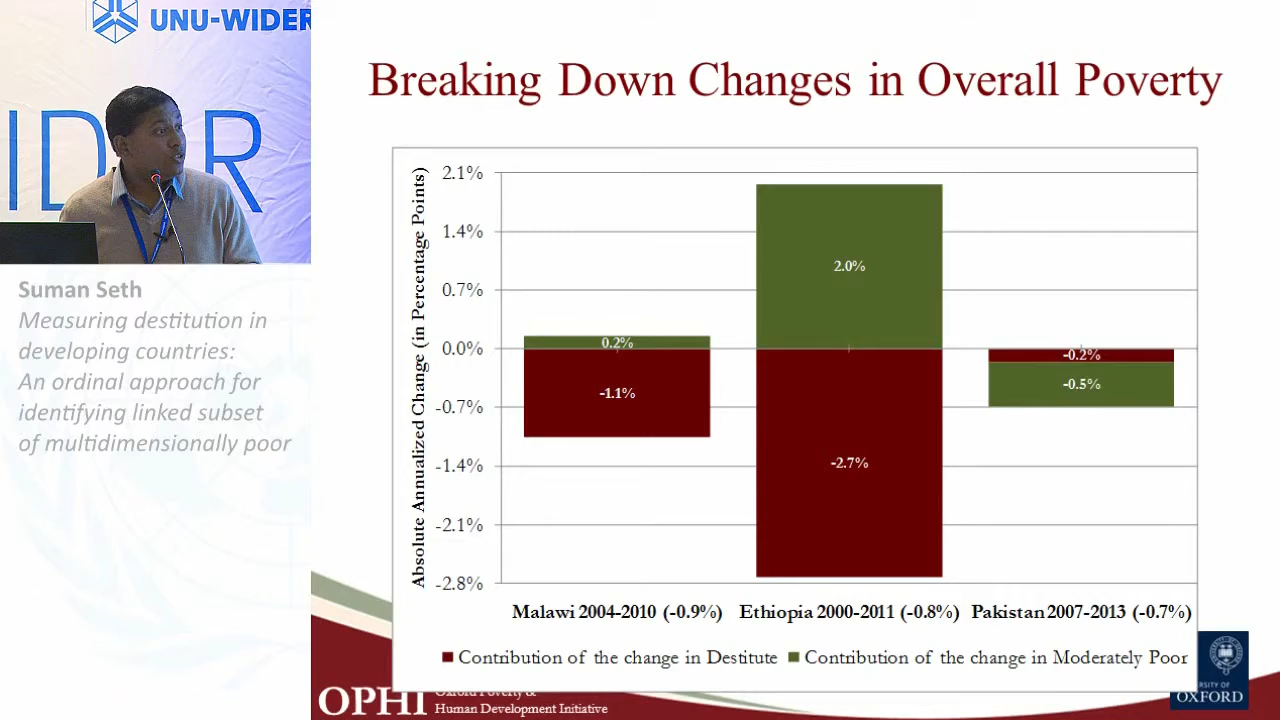 UNU-WIDER
IDER
Suman Seth
Measuring destitution in
developing countries:
An ordinal approach for
identifying linked subset
of multidimensionally poor
Breaking Down Changes in Overall Poverty
Absolute Annualized Change (in Percentage Points)
2.1%
1.4%
0.7%
0.0%
-0.7%
-1.4%
-2.1%
-2.8%
0.2%
-1.1%
2.0%
-2.7%
-0.2%
-0.5%
Malawi 2004-2010 (-0.9%) Ethiopia 2000-2011 (-0.8%) Pakistan 2007-2013 (-0.7%)
Contribution of the change in Destitute Contribution of the change in Moderately Poor
OPHI
Oxford Poverty &
Human Development Initiative
RSITY OF
OXFORD